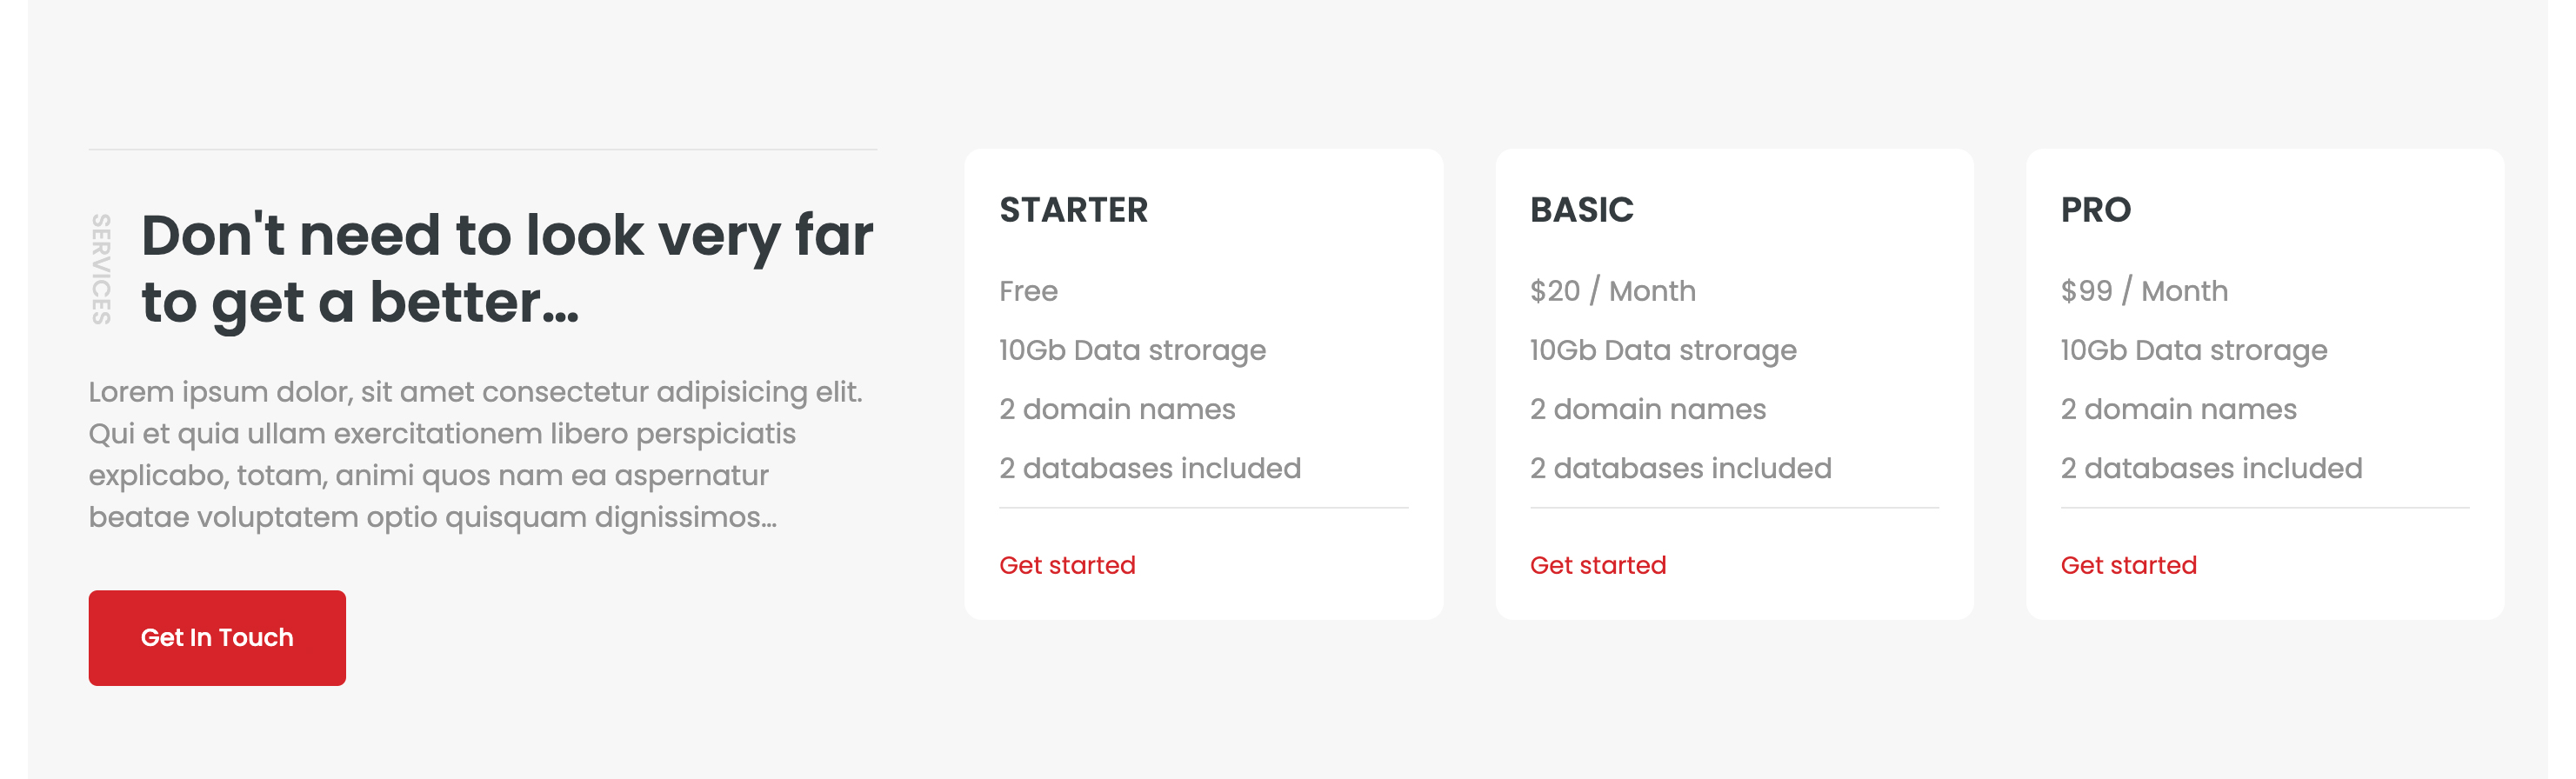 SERVICES
Don't need to look very far
to get a better...
Lorem ipsum dolor, sit amet consectetur adipisicing elit.
Qui et quia ullam exercitationem libero perspiciatis
explicabo, totam, animi quos nam ea aspernatur
beatae voluptatem optio quisquam dignissimos...
Get In Touch
STARTER
Free
10Gb Data strorage
2 domain names
2 databases included
Get started
BASIC
$20 / Month
10Gb Data strorage
2 domain names
2 databases included
Get started
PRO
$99 / Month
10Gb Data strorage
2 domain names
2 databases included
Get started